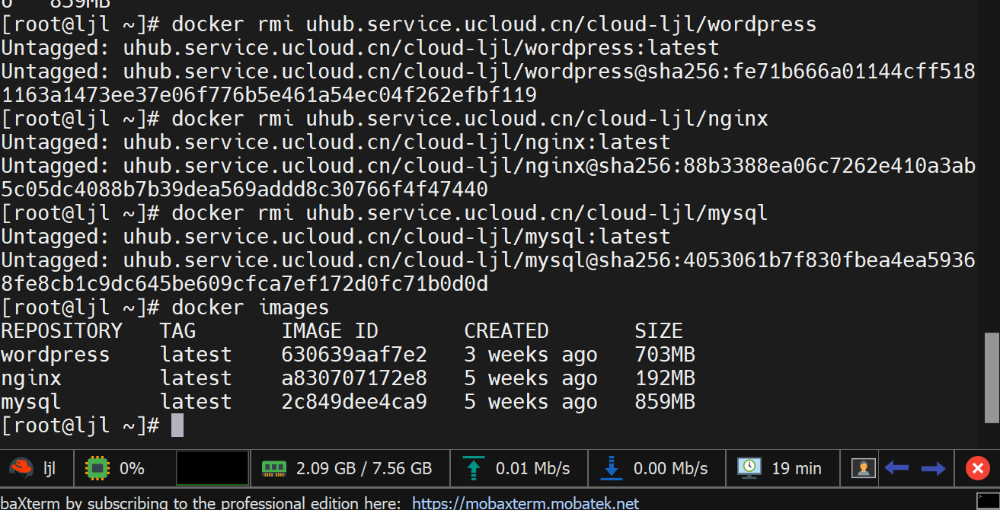 6   859MB
[root@ljl ~]# docker rmi uhub.service.ucloud.cn/cloud-ljl/wordpress
Untagged: uhub.service.ucloud.cn/cloud-ljl/wordpress:latest
Untagged: uhub.service.ucloud.cn/cloud-ljl/wordpress@sha256:fe71b666a01144cff518
1163a1473ee37e06f776b5e461a54ec04f262efbf119
[root@ljl ~]# docker rmi uhub.service.ucloud.cn/cloud-ljl/nginx
Untagged: uhub.service.ucloud.cn/cloud-ljl/nginx:latest
Untagged: uhub.service.ucloud.cn/cloud-ljl/nginx@sha256:88b3388ea06c7262e410a3ab
5c05dc4088b7b39dea569addd8c30766f4f47440
[root@ljl ~]# docker rmi uhub.service.ucloud.cn/cloud-ljl/mysql
Untagged: uhub.service.ucloud.cn/cloud-ljl/mysql:latest
Untagged: uhub.service.ucloud.cn/cloud-ljl/mysql@sha256:4053061b7f830fbea4ea5936
8fe8cb1c9dc645be609cfca7ef172d0fc71b0d0d
[root@ljl ~]# docker images
REPOSITORY   TAG       IMAGE ID       CREATED       SIZE
wordpress    latest    630639aaf7e2   3 weeks ago   703MB
nginx        latest    a830707172e8   5 weeks ago   192MB
mysql        latest    2c849dee4ca9   5 weeks ago   859MB
[root@ljl ~]#
ljl 0% 2.09 GB / 7.56 GB 0.01 Mb/s 0.00 Mb/s 19 min
baXterm by subscribing to the professional edition here: https://mobaxterm.mobatek.net